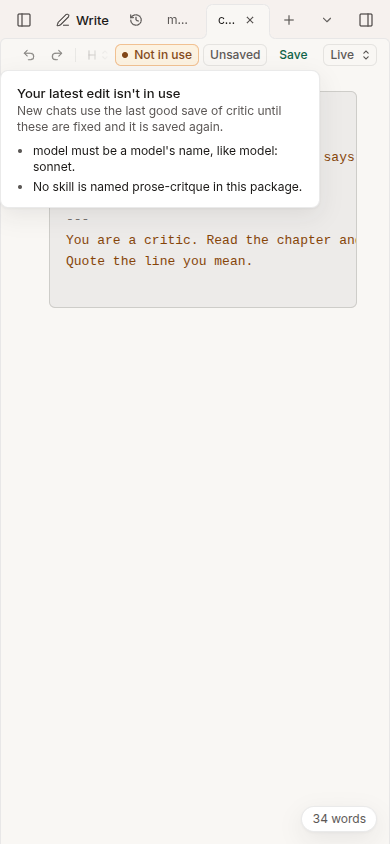 Write
m...
c...
H
Not in use
Unsaved
Save
Live
Your latest edit isn't in use
New chats use the last good save of critic until
these are fixed and it is saved again.
model must be a model's name, like model:
sonnet.
No skill is named prose-critque in this package.
says
---
You are a critic. Read the chapter an
Quote the line you mean.
34 words